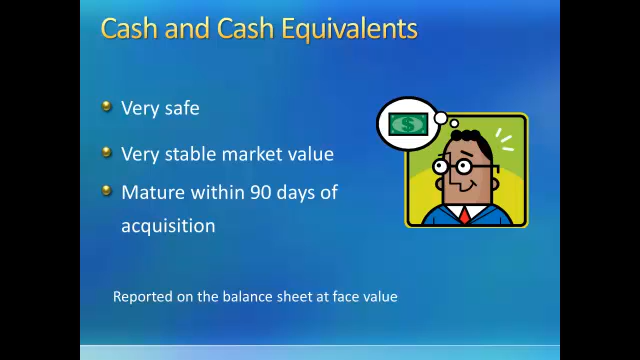 Cash and Cash Equivalents
Very safe
Very stable market value
Mature within 90 days of
acquisition
$
Reported on the balance sheet at face value